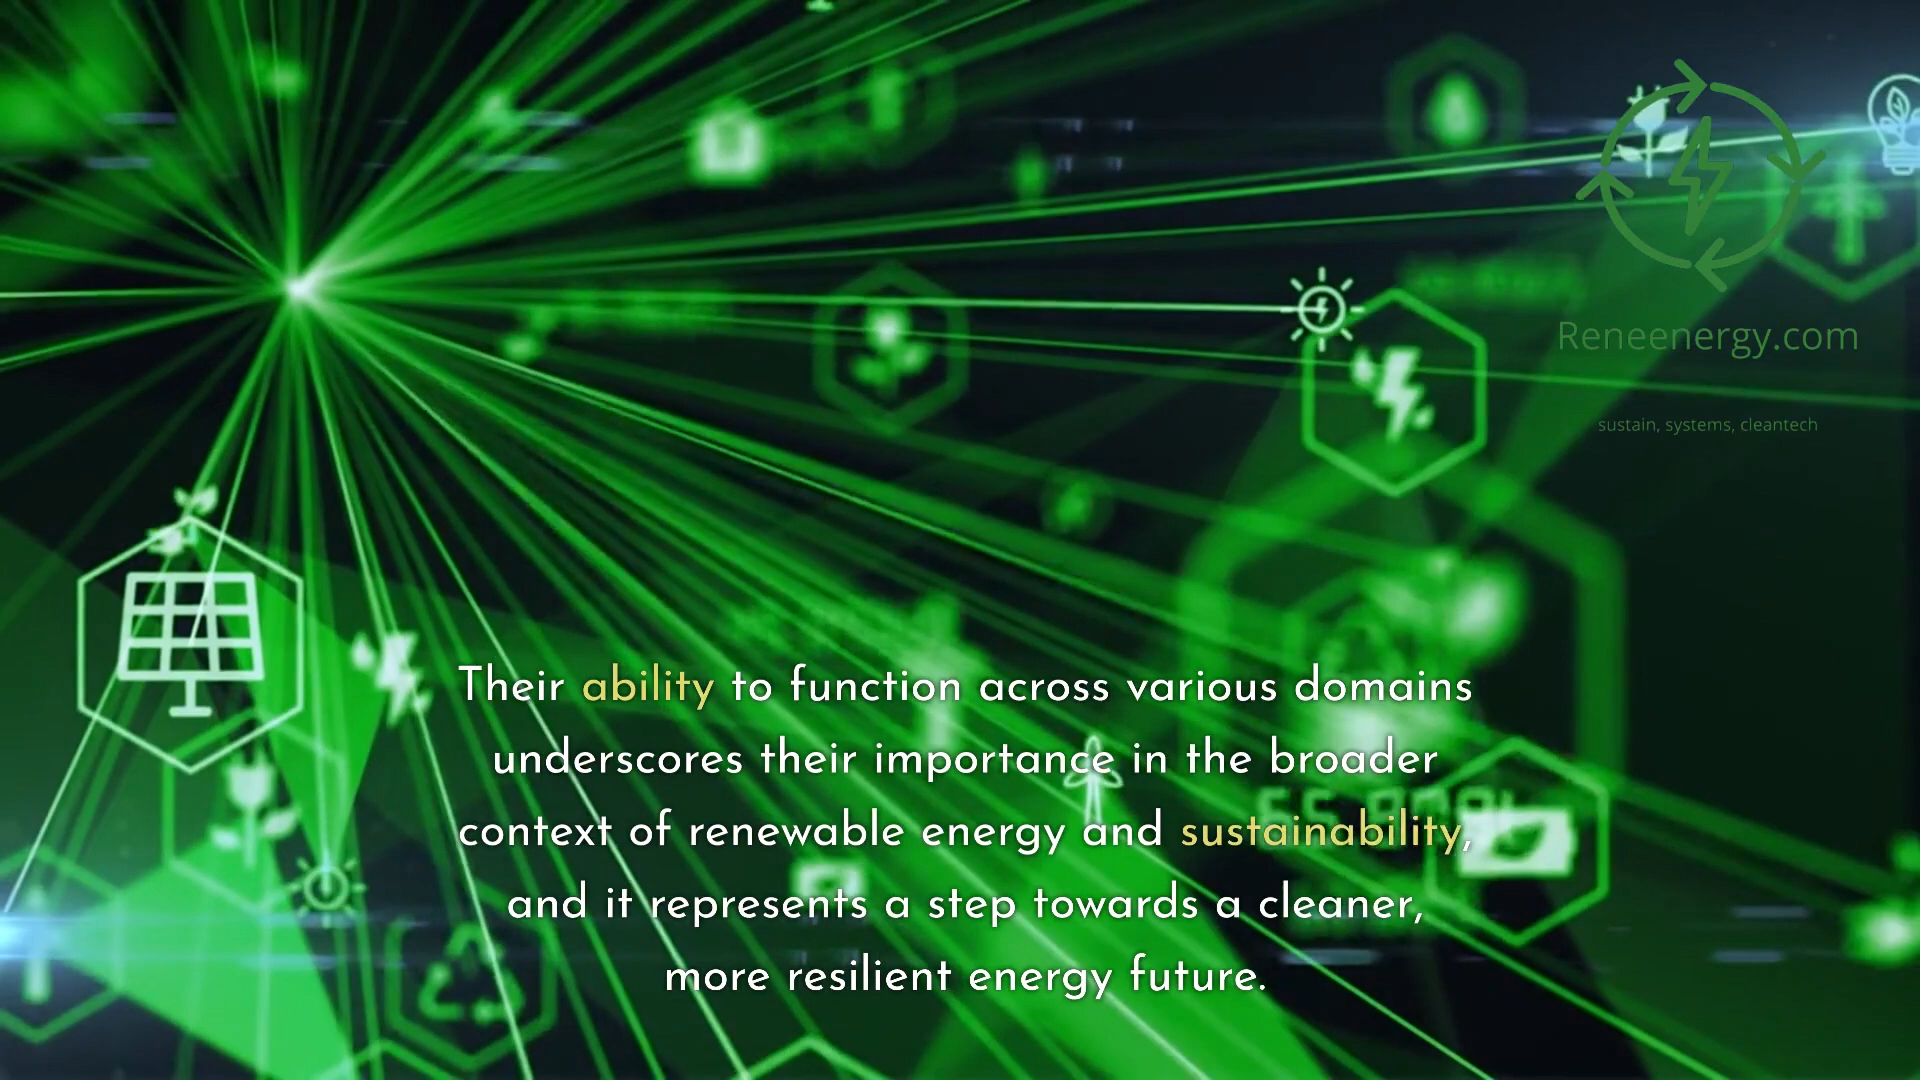 Reneenergy.com
sustain, systems, cleantech
Their ability to function across various domains
underscores their importance in the broader
context of renewable energy and sustainability,
and it represents a step towards a cleaner,
more resilient energy future.